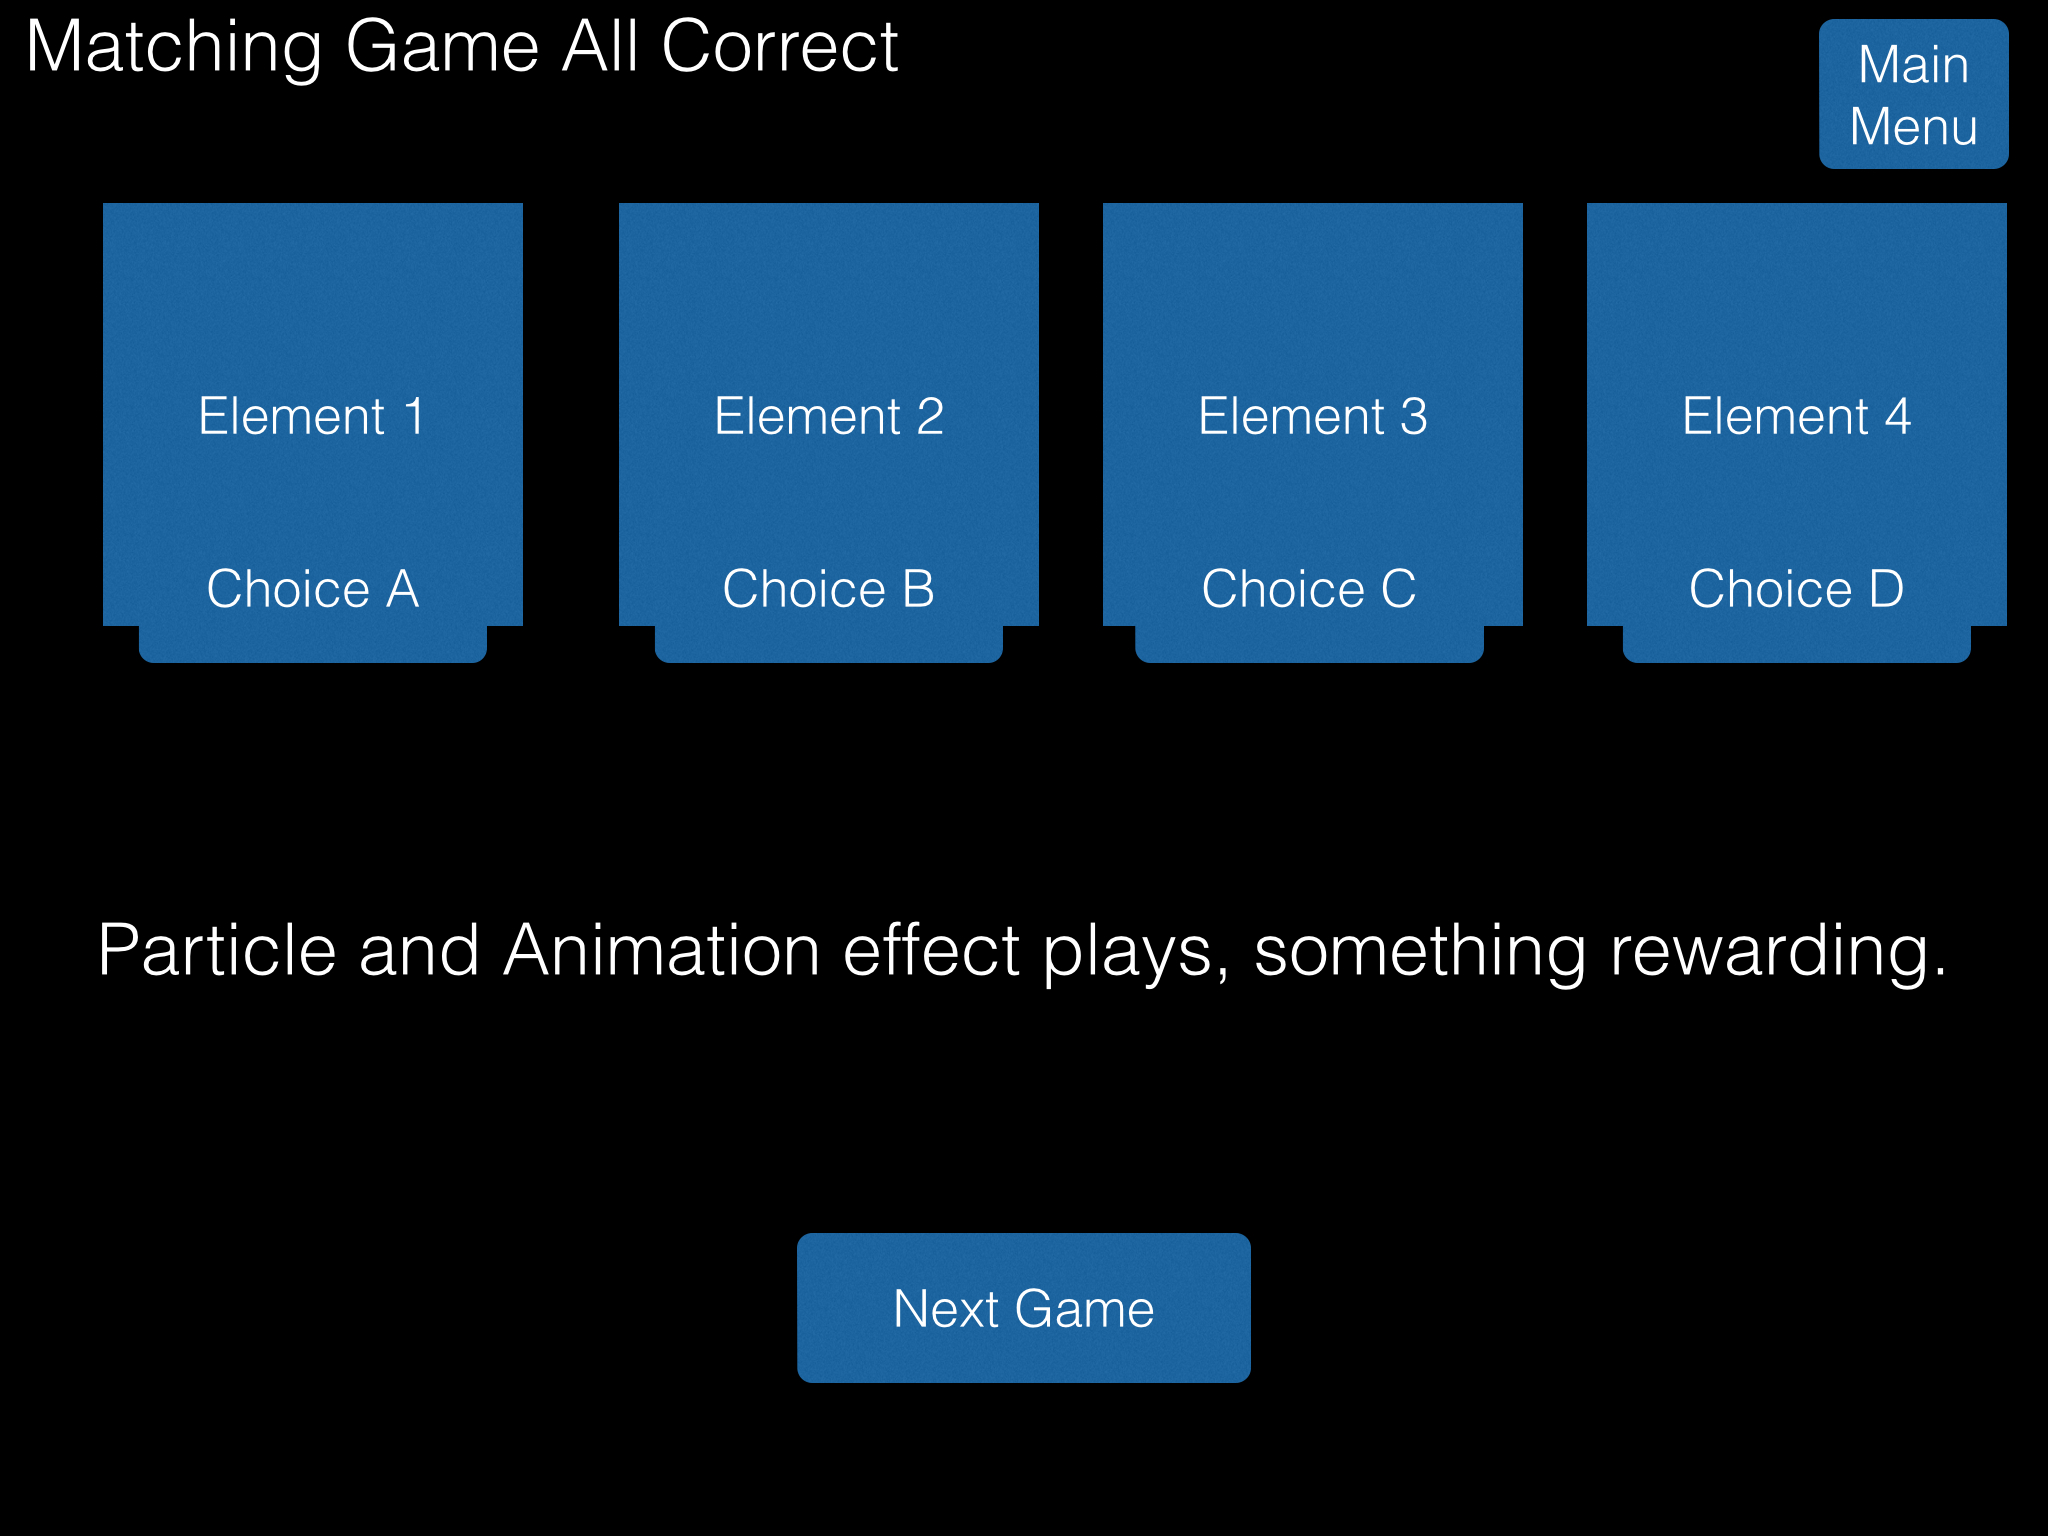 Matching Game All Correct
Main
Menu
Element 1
Element 2
Element 3
Element 4
Choice A
Choice B
Choice C
Choice D
Particle and Animation effect plays, something rewarding.
Next Game